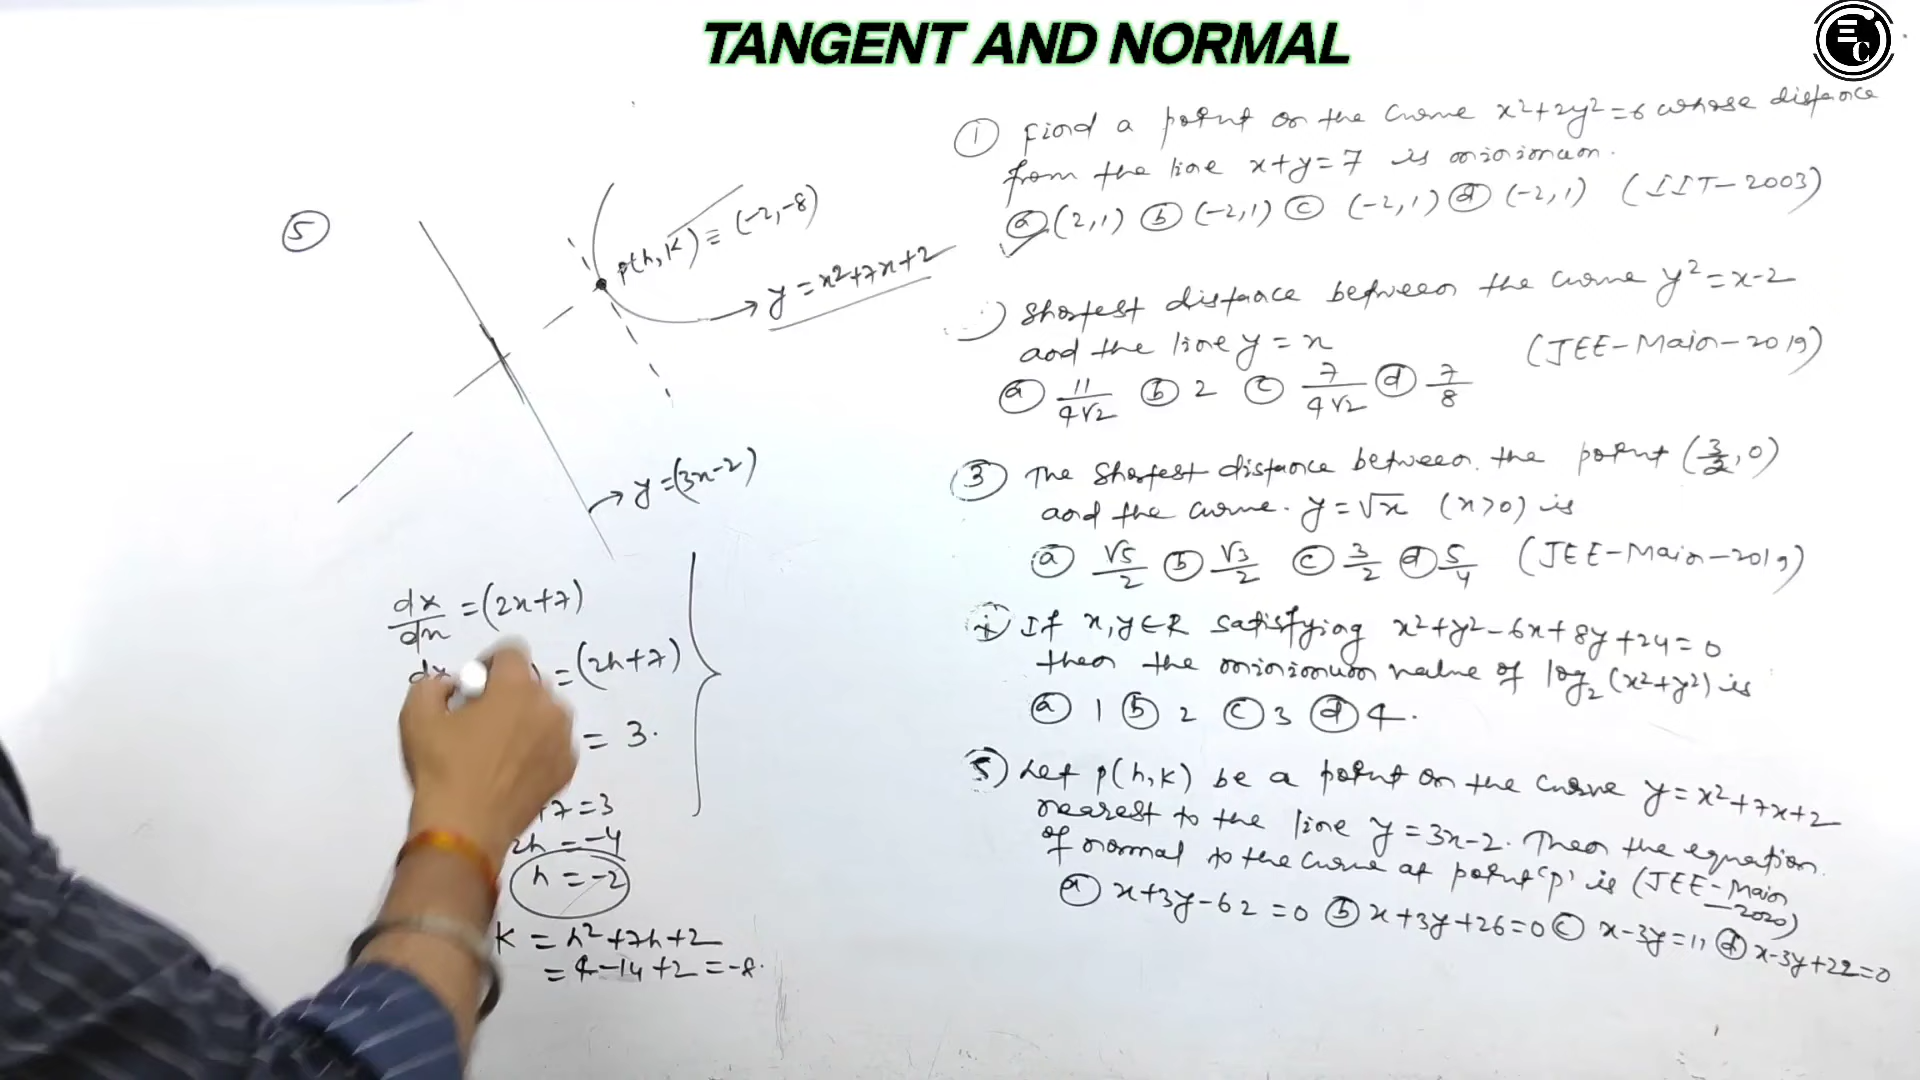 TANGENT AND NORMAL
① Find a point on the curve x²+2y²=6 whose distance
from the line x+y=7 is minimum.
ⓐ (2,1) ⓑ (-2,1) ⓒ (-2,1) ⓓ (-2,1) (IIT-2003)
Shortest distance between the curve y²=x-2
and the line y=x (JEE-Main-2019)
ⓐ 11/4√2 ⓑ 2 ⓒ 7/4√2 ⓓ 7/8
③ The Shortest distance between the point (3/2,0)
and the curve. y=√x (x>0) is
ⓐ √5/2 ⓑ √3/2 ⓒ 3/2 ⓓ 5/4 (JEE-Main-2019)
If x,y∈R satisfying x²+y²-6x+8y+24=0
then the minimum value of log₂(x²+y²) is
ⓐ 1 ⓑ 2 ⓒ 3 ⓓ 4.
⑤ Let p(h,k) be a point on the curve y=x²+7x+2
nearest to the line y=3x-2. Then the equation
of normal to the curve at point 'p' is (JEE-Main
-2020)
ⓐ x+3y-62=0 ⓑ x+3y+26=0 ⓒ x-3y=11 ⓓ x-3y+22=0
⑤
p(h,k)≡(-2,-8)
y=x²+7x+2
y=(3x-2)
dx/dx =(2x+7)
=(2h+7)
= 3.
+7=3
2h=-4
h=-2
K = h²+7h+2
= 4-14+2=-8.
EC